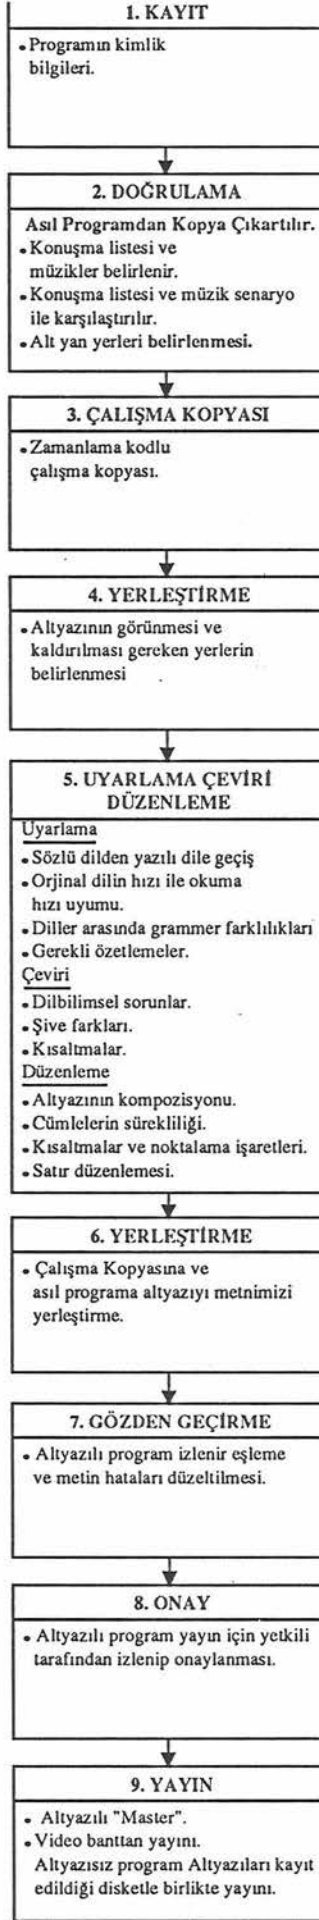 1. KAYIT
• Programın kimlik
bilgileri.
2. DOĞRULAMA
Asıl Programdan Kopya Çıkartılır.
• Konuşma listesi ve
müzikler belirlenir.
• Konuşma listesi ve müzik senaryo
ile karşılaştırılır.
• Alt yan yerleri belirlenmesi.
3. ÇALIŞMA KOPYASI
• Zamanlama kodlu
çalışma kopyası.
4. YERLEŞTİRME
• Altyazının görünmesi ve
kaldırılması gereken yerlerin
belirlenmesi
5. UYARLAMA ÇEVİRİ
DÜZENLEME
Uyarlama
• Sözlü dilden yazılı dile geçiş
• Orjinal dilin hızı ile okuma
hızı uyumu.
• Diller arasında grammer farklılıkları
• Gerekli özetlemeler.
Çeviri
• Dilbilimsel sorunlar.
• Şive farkları.
• Kısaltmalar.
Düzenleme
• Altyazının kompozisyonu.
• Cümlelerin sürekliliği.
• Kısaltmalar ve noktalama işaretleri.
• Satır düzenlemesi.
6. YERLEŞTİRME
• Çalışma Kopyasına ve
asıl programa altyazıyı metnimizi
yerleştirme.
7. GÖZDEN GEÇİRME
• Altyazılı program izlenir eşleme
ve metin hataları düzeltilmesi.
8. ONAY
• Altyazılı program yayın için yetkili
tarafından izlenip onaylanması.
9. YAYIN
• Altyazılı "Master".
• Video banttan yayını.
Altyazısız program Altyazıları kayıt
edildiği disketle birlikte yayını.